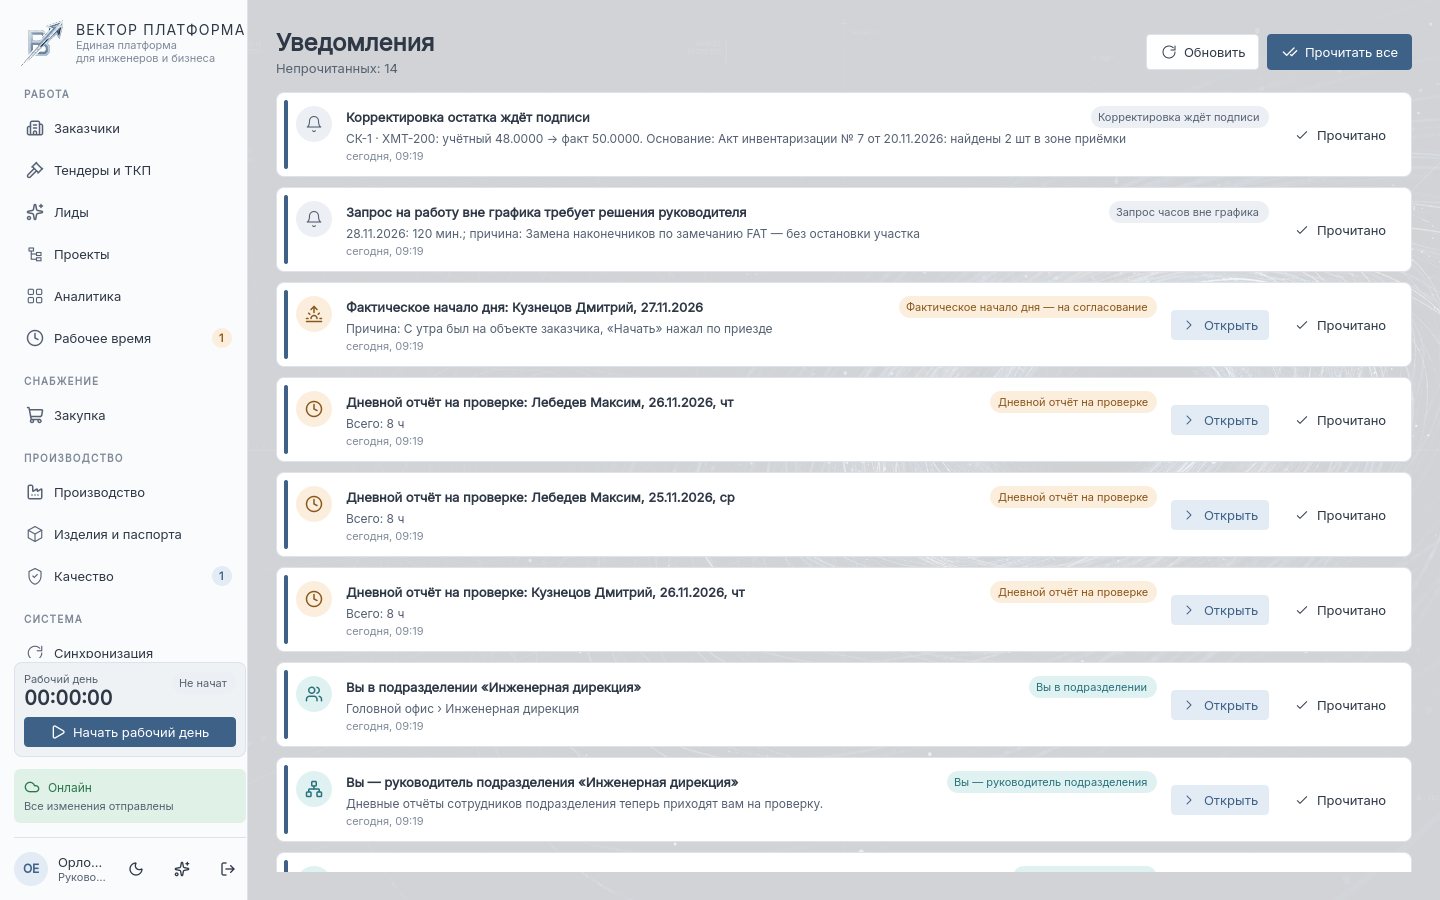 ВЕКТОР ПЛАТФОРМА
Единая платформа
для инженеров и бизнеса
РАБОТА
Заказчики
Тендеры и ТКП
Лиды
Проекты
Аналитика
Рабочее время 1
СНАБЖЕНИЕ
Закупка
ПРОИЗВОДСТВО
Производство
Изделия и паспорта
Качество 1
СИСТЕМА
Синхронизация
Рабочий день
Не начат
00:00:00
Начать рабочий день
Онлайн
Все изменения отправлены
ОЕ
Орло...
Руково...
Уведомления
Непрочитанных: 14
Обновить
Прочитать все
Корректировка остатка ждёт подписи
Корректировка ждёт подписи
СК-1 · ХМТ-200: учётный 48.0000 → факт 50.0000. Основание: Акт инвентаризации № 7 от 20.11.2026: найдены 2 шт в зоне приёмки
сегодня, 09:19
Прочитано
Запрос на работу вне графика требует решения руководителя
Запрос часов вне графика
28.11.2026: 120 мин.; причина: Замена наконечников по замечанию FAT — без остановки участка
сегодня, 09:19
Прочитано
Фактическое начало дня: Кузнецов Дмитрий, 27.11.2026
Фактическое начало дня — на согласование
Причина: С утра был на объекте заказчика, «Начать» нажал по приезде
сегодня, 09:19
Открыть
Прочитано
Дневной отчёт на проверке: Лебедев Максим, 26.11.2026, чт
Дневной отчёт на проверке
Всего: 8 ч
сегодня, 09:19
Открыть
Прочитано
Дневной отчёт на проверке: Лебедев Максим, 25.11.2026, ср
Дневной отчёт на проверке
Всего: 8 ч
сегодня, 09:19
Открыть
Прочитано
Дневной отчёт на проверке: Кузнецов Дмитрий, 26.11.2026, чт
Дневной отчёт на проверке
Всего: 8 ч
сегодня, 09:19
Открыть
Прочитано
Вы в подразделении «Инженерная дирекция»
Вы в подразделении
Головной офис › Инженерная дирекция
сегодня, 09:19
Открыть
Прочитано
Вы — руководитель подразделения «Инженерная дирекция»
Вы — руководитель подразделения
Дневные отчёты сотрудников подразделения теперь приходят вам на проверку.
сегодня, 09:19
Открыть
Прочитано